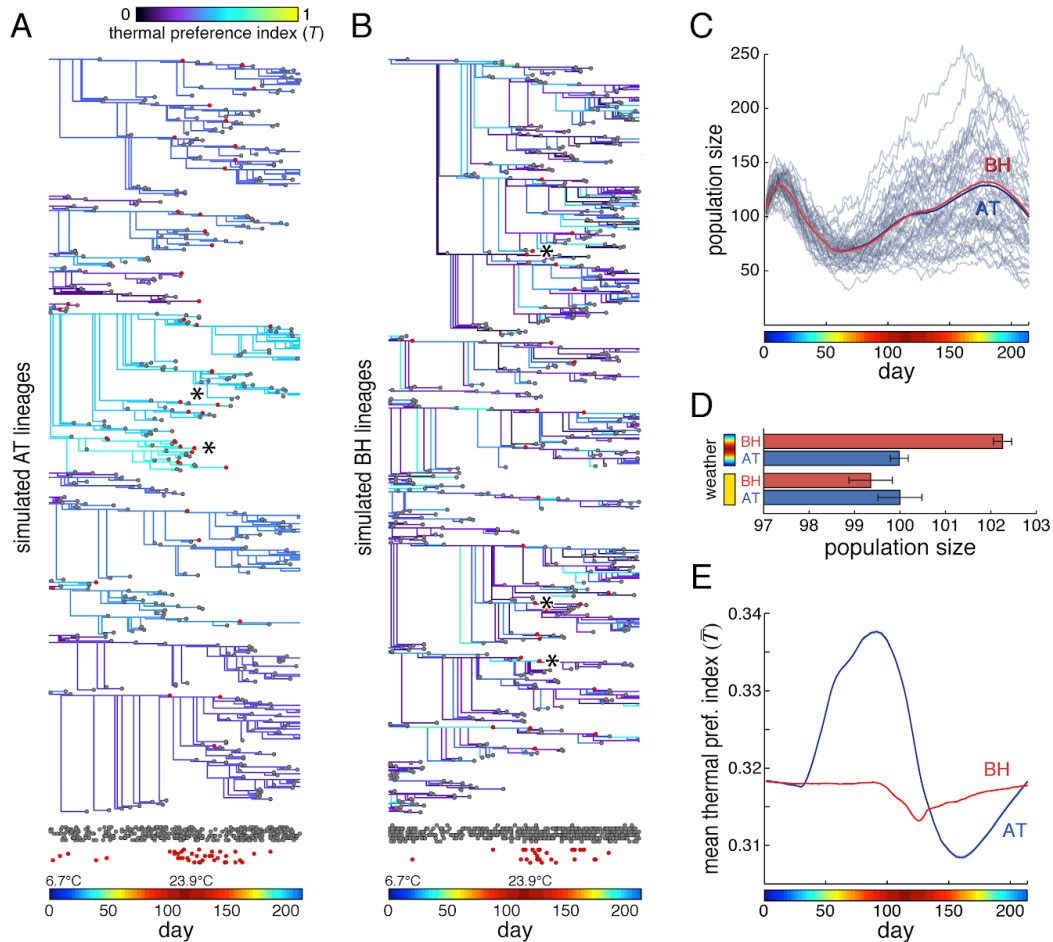 A
0
1
thermal preference index (T)
simulated AT lineages
*
*
6.7°C
23.9°C
0 50 100 150 200
day
B
simulated BH lineages
*
*
*
6.7°C
23.9°C
0 50 100 150 200
day
C
population size
250
200
150
100
50
BH
AT
0 50 100 150 200
day
D
weather
BH
AT
BH
AT
97 98 99 100 101 102 103
population size
E
mean thermal pref. index (T̅)
0.34
0.33
0.32
0.31
BH
AT
0 50 100 150 200
day